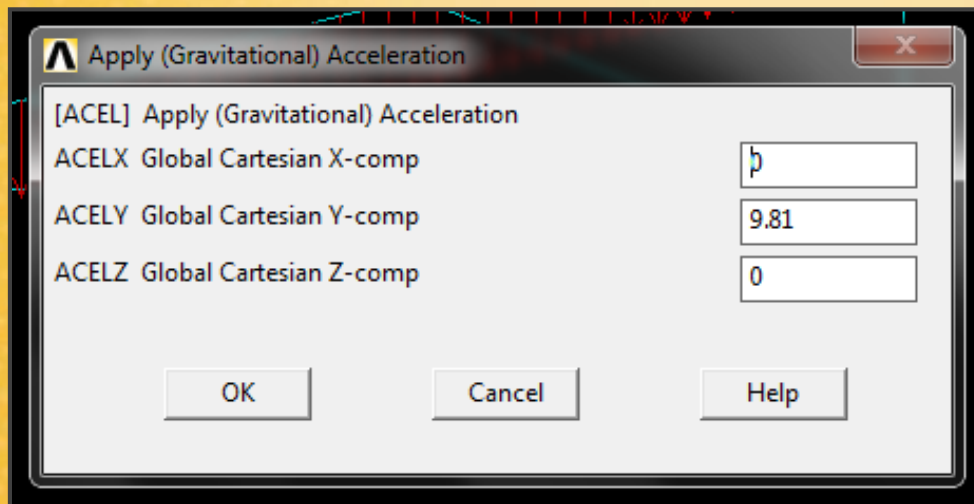 Apply (Gravitational) Acceleration
[ACEL] Apply (Gravitational) Acceleration
ACELX Global Cartesian X-comp 0
ACELY Global Cartesian Y-comp 9.81
ACELZ Global Cartesian Z-comp 0
OK Cancel Help